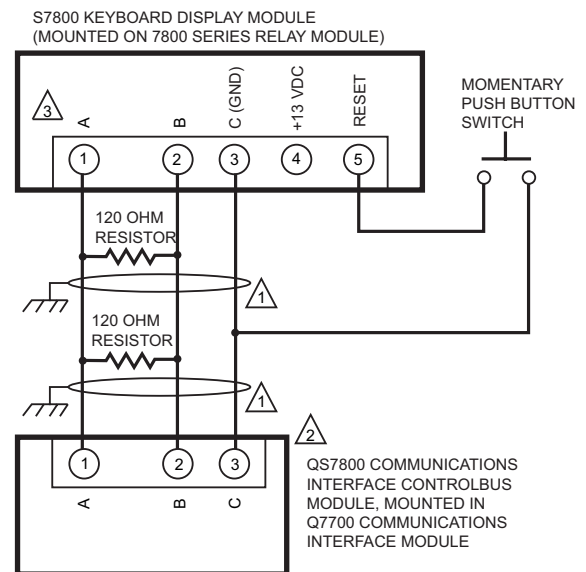 S7800 KEYBOARD DISPLAY MODULE
(MOUNTED ON 7800 SERIES RELAY MODULE)
3
A
B
C (GND)
+13 VDC
RESET
1
2
3
4
5
MOMENTARY
PUSH BUTTON
SWITCH
120 OHM
RESISTOR
1
120 OHM
RESISTOR
1
2
1
2
3
A
B
C
QS7800 COMMUNICATIONS
INTERFACE CONTROLBUS
MODULE, MOUNTED IN
Q7700 COMMUNICATIONS
INTERFACE MODULE